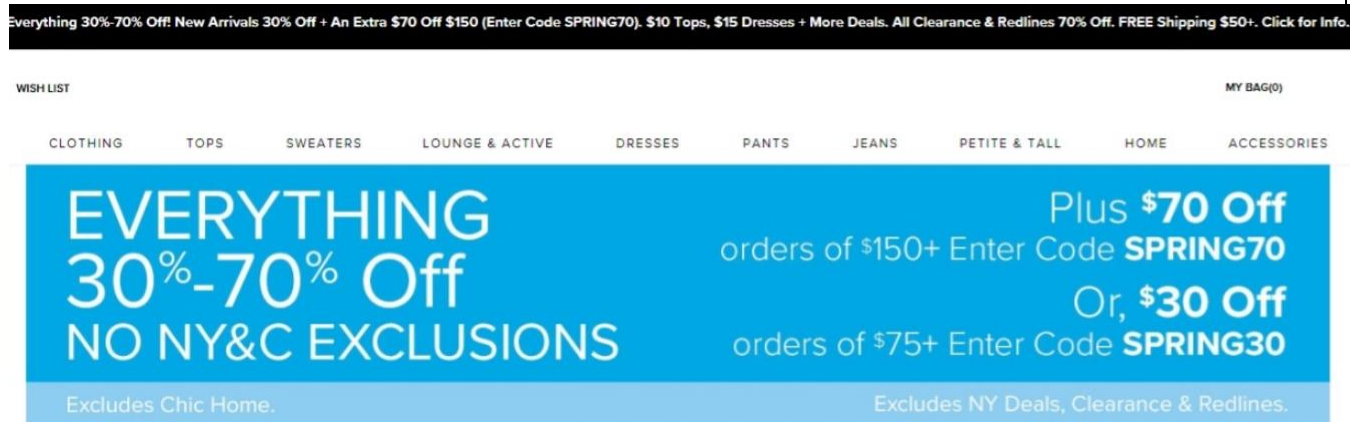 Everything 30%-70% Off! New Arrivals 30% Off + An Extra $70 Off $150 (Enter Code SPRING70). $10 Tops, $15 Dresses + More Deals. All Clearance & Redlines 70% Off. FREE Shipping $50+. Click for Info.
WISH LIST
MY BAG(0)
CLOTHING TOPS SWEATERS LOUNGE & ACTIVE DRESSES PANTS JEANS PETITE & TALL HOME ACCESSORIES
EVERYTHING
30%-70% Off
NO NY&C EXCLUSIONS
Excludes Chic Home.
Plus $70 Off
orders of $150+ Enter Code SPRING70
Or, $30 Off
orders of $75+ Enter Code SPRING30
Excludes NY Deals, Clearance & Redlines.